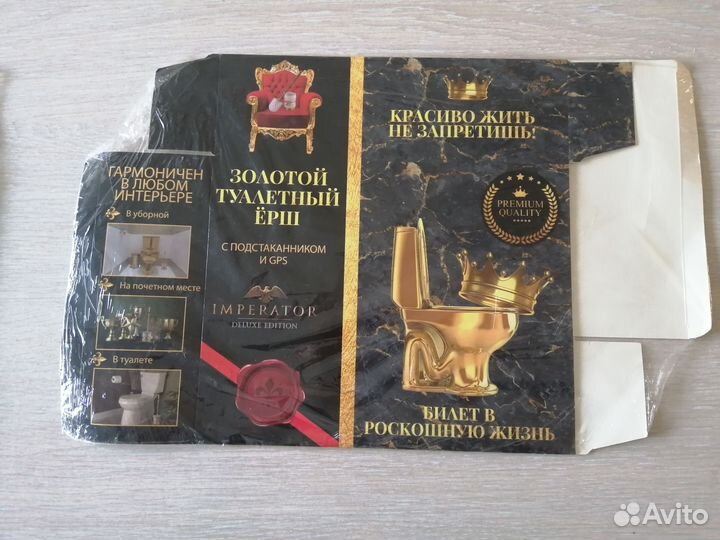 ГАРМОНИЧЕН
В ЛЮБОМ
ИНТЕРЬЕРЕ
В уборной
На почетном месте
В туалете
ЗОЛОТОЙ
ТУАЛЕТНЫЙ
ЁРШ
С ПОДСТАКАННИКОМ
И GPS
IMPERATOR
DELUXE EDITION
КРАСИВО ЖИТЬ
НЕ ЗАПРЕТИШЬ!
PREMIUM
QUALITY
БИЛЕТ В
РОСКОШНУЮ ЖИЗНЬ
Avito